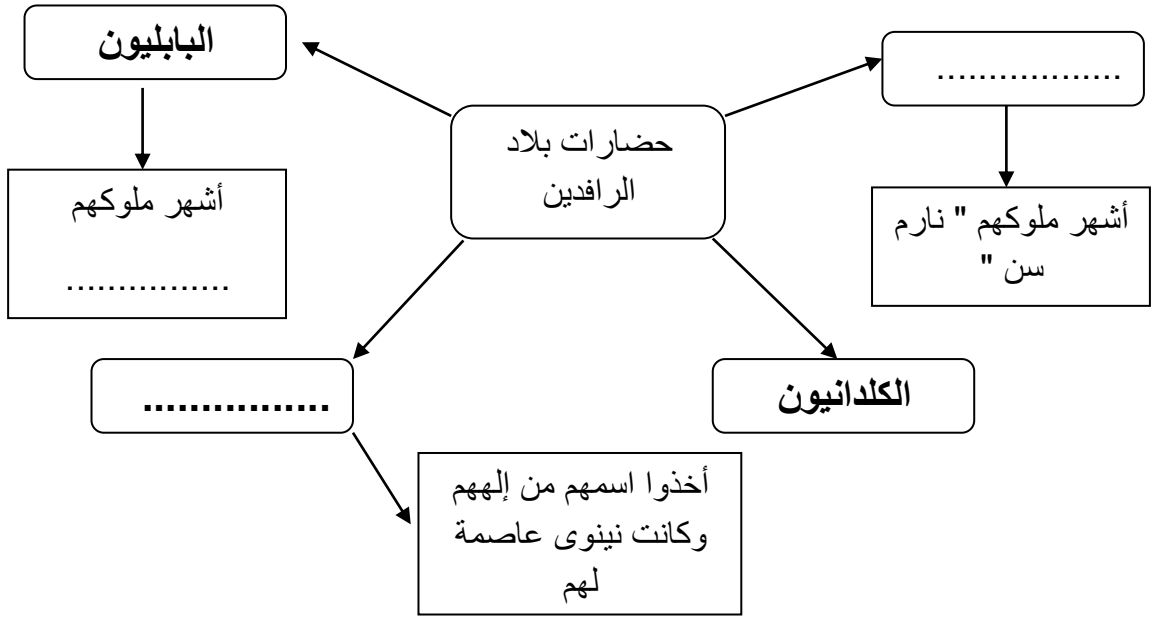 البابليون
..................
حضارات بلاد
الرافدين
أشهر ملوكهم
................
أشهر ملوكهم " نارم
سن "
................
الكلدانيون
أخذوا اسمهم من إلههم
وكانت نينوى عاصمة
لهم